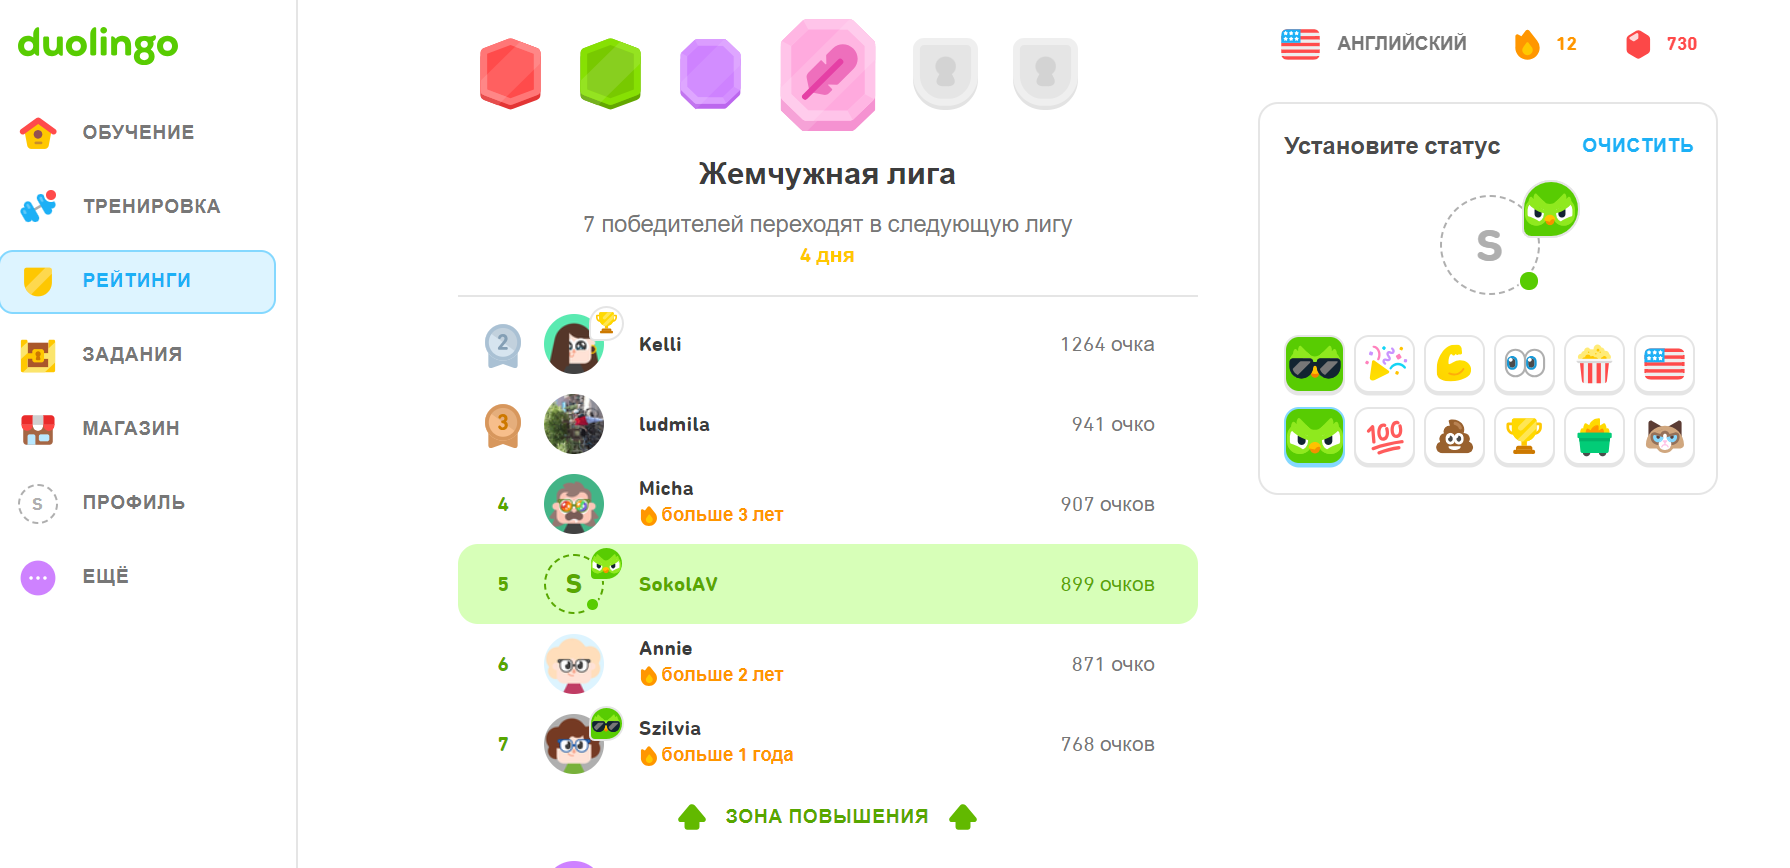 duolingo
ОБУЧЕНИЕ
ТРЕНИРОВКА
РЕЙТИНГИ
ЗАДАНИЯ
МАГАЗИН
S ПРОФИЛЬ
ЕЩЁ
Жемчужная лига
7 победителей переходят в следующую лигу
4 дня
2 Kelli 1264 очка
3 ludmila 941 очко
4 Micha 907 очков
больше 3 лет
5 S SokolAV 899 очков
6 Annie 871 очко
больше 2 лет
7 Szilvia 768 очков
больше 1 года
ЗОНА ПОВЫШЕНИЯ
АНГЛИЙСКИЙ 12 730
Установите статус ОЧИСТИТЬ
S
100